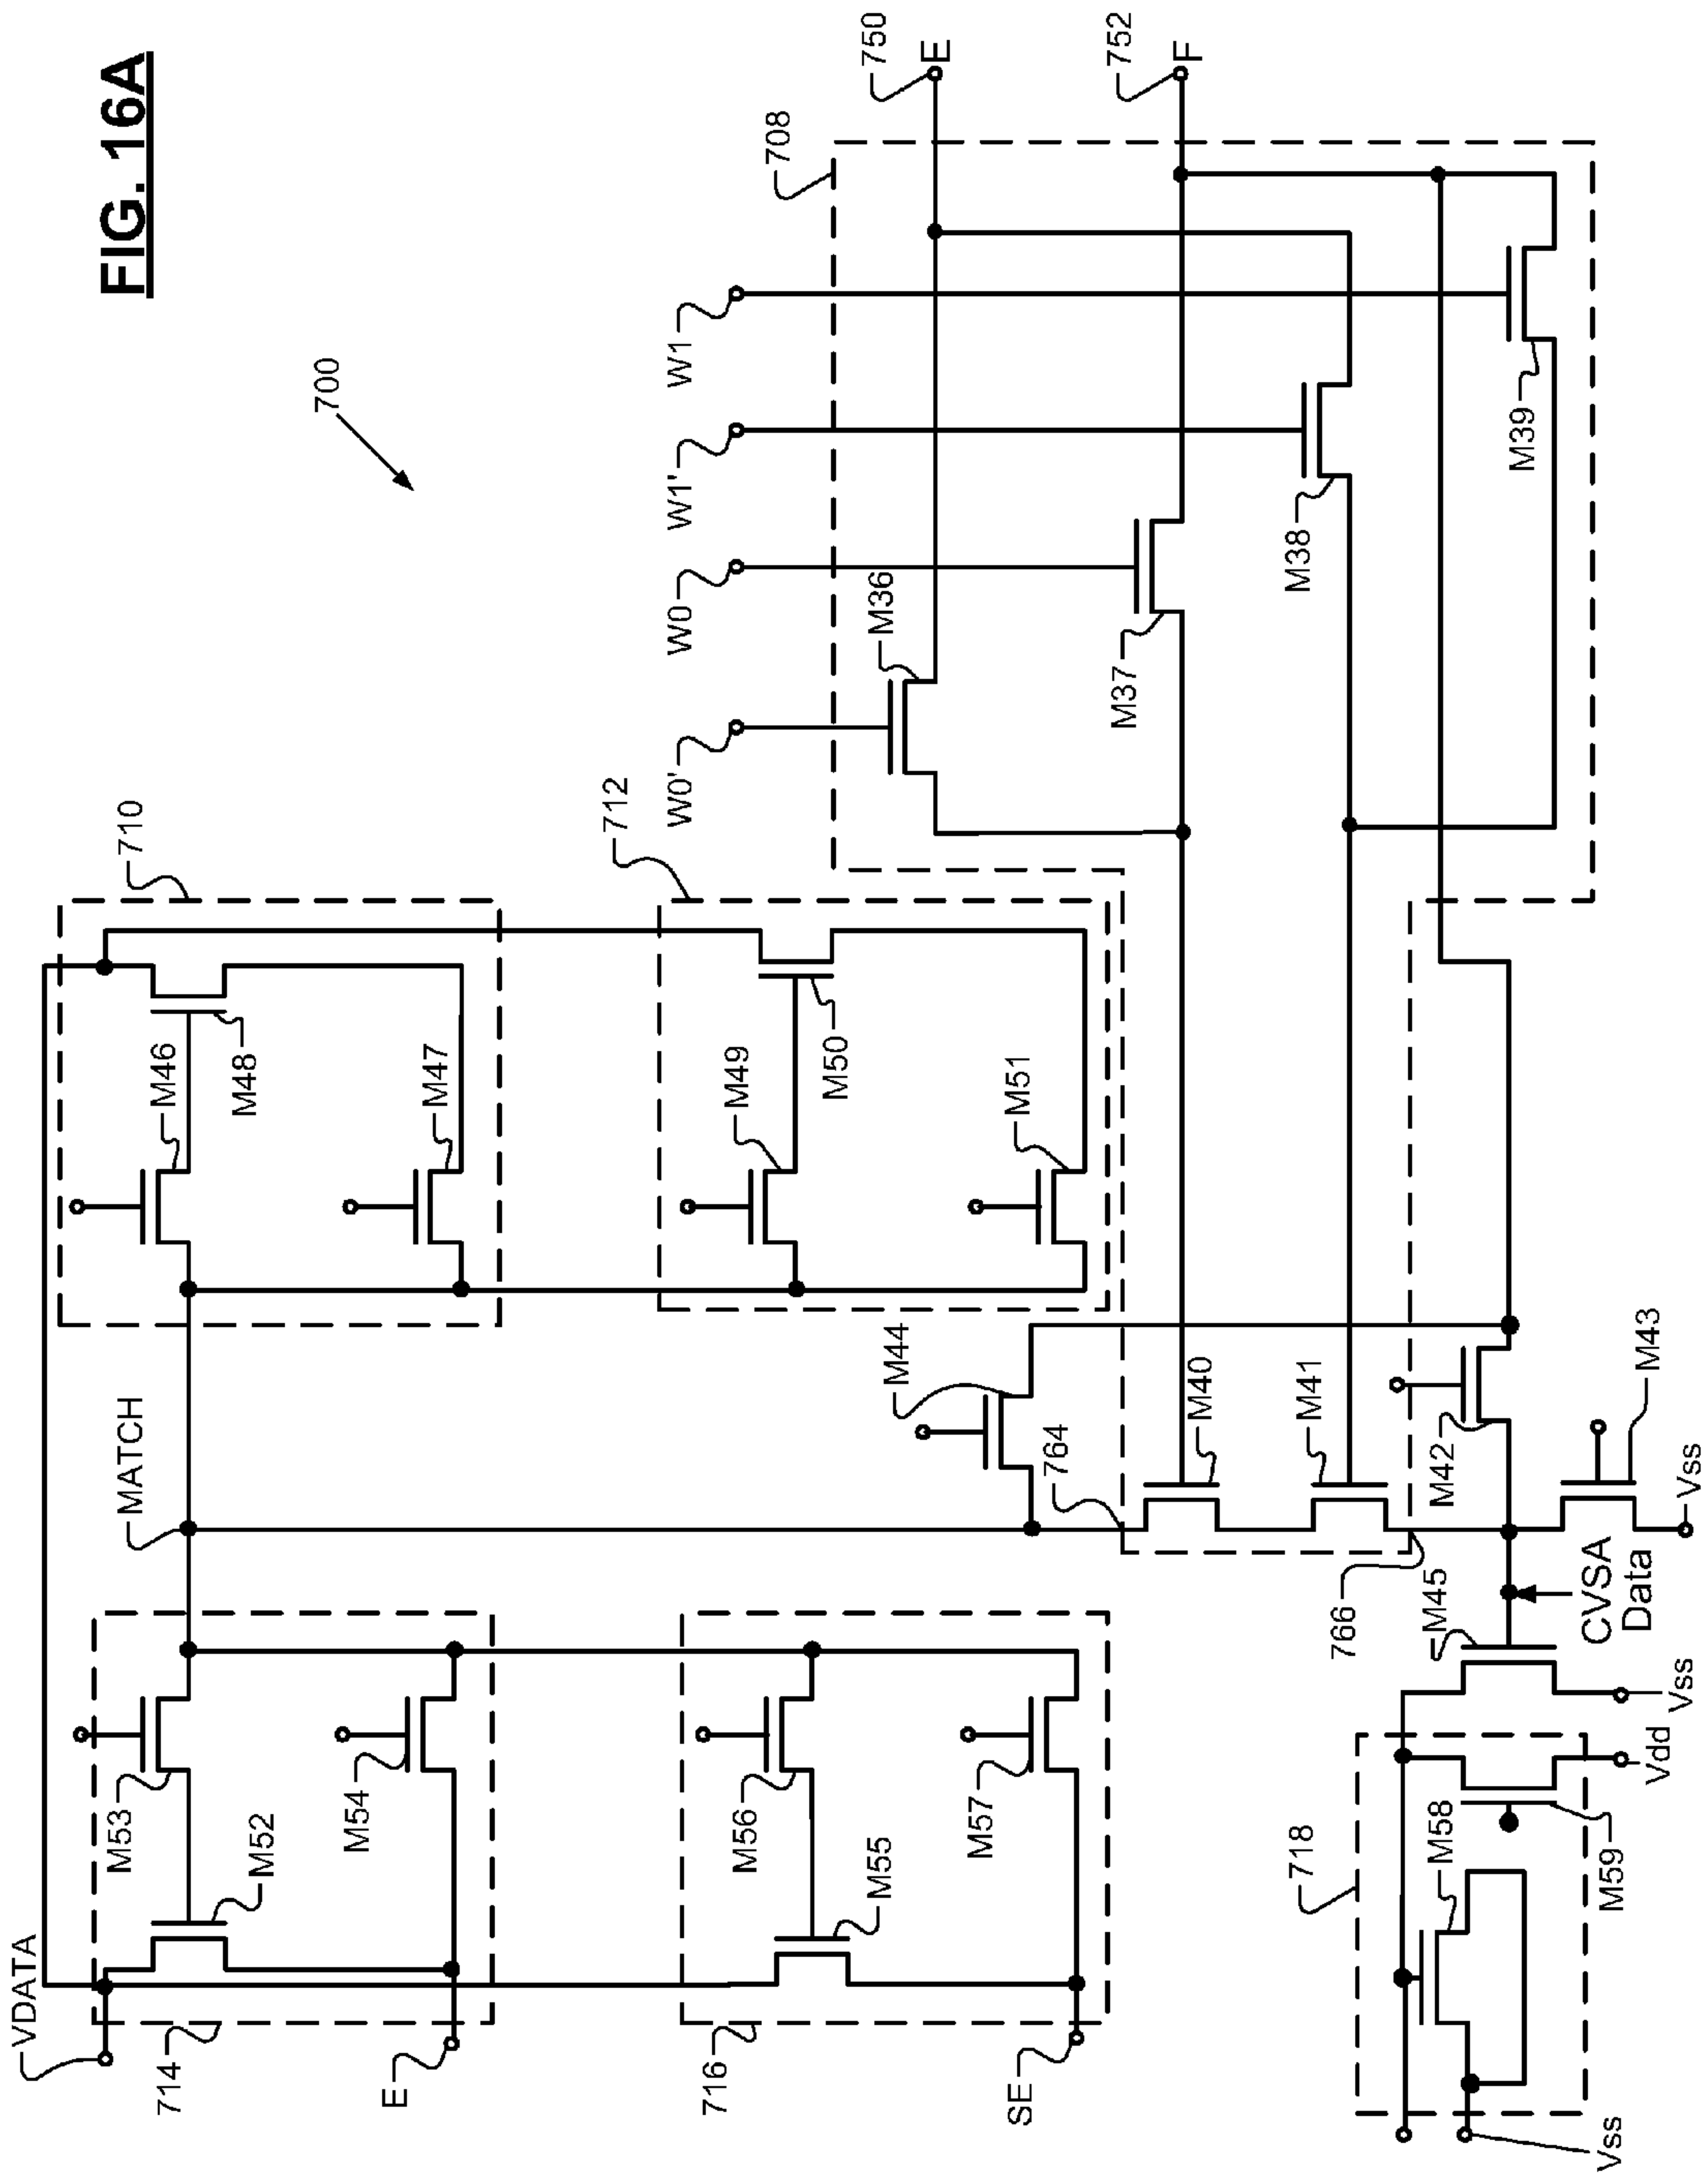 FIG. 16A
700
750
E
752
F
708
W1
W1'
W0
W0'
M36
M37
M38
M39
710
M46
M48
M47
712
M49
M50
M51
MATCH
M44
764
M40
M41
766
M42
M43
Vss
CVSA
Data
M45
Vss
VDATA
714
M53
M52
M54
E
716
M56
M55
M57
SE
718
M58
M59
Vdd
Vss